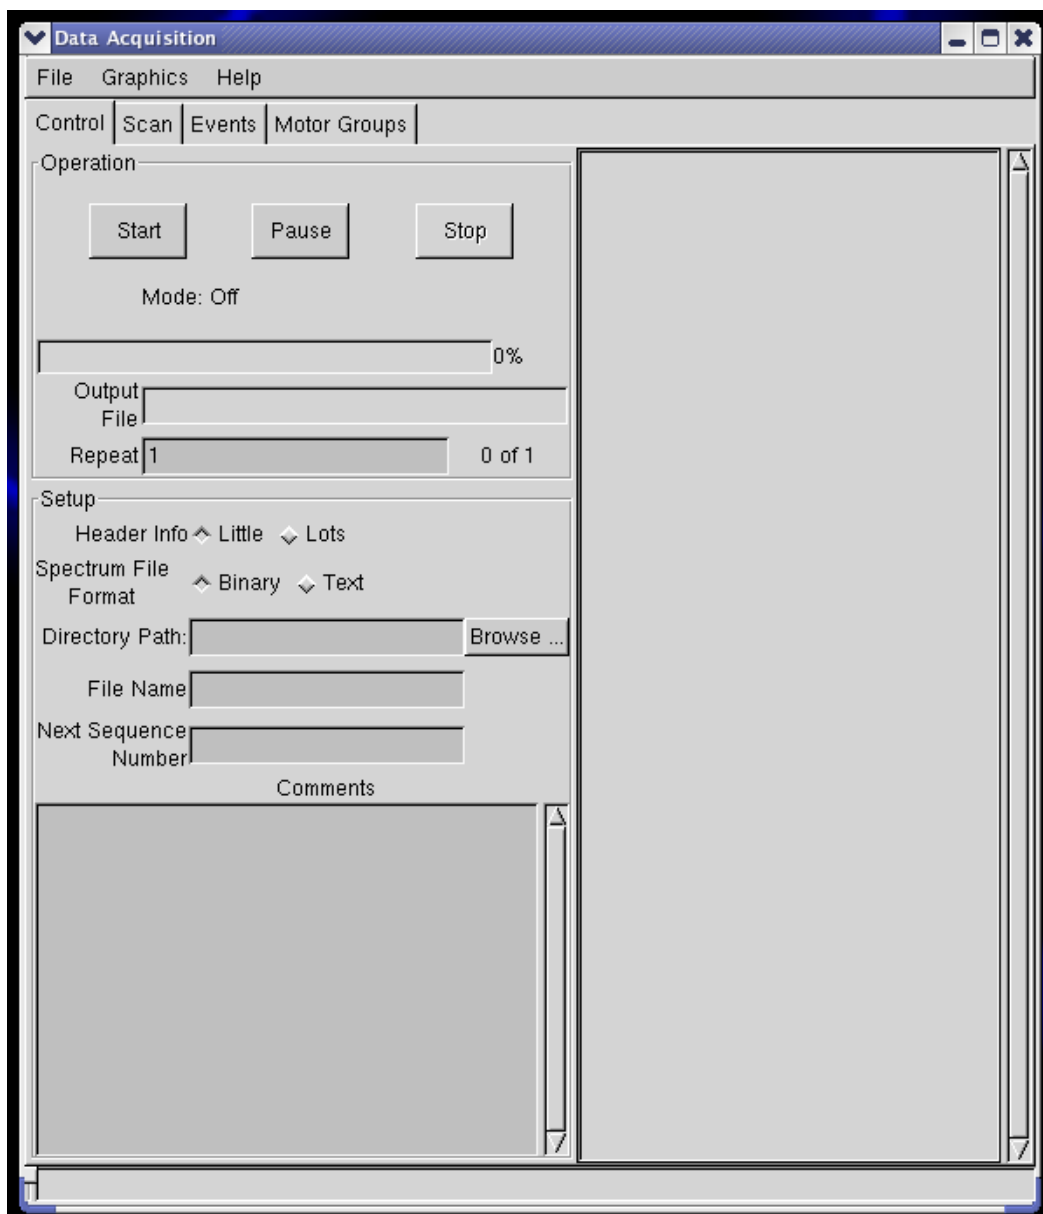 Data Acquisition
File Graphics Help
Control Scan Events Motor Groups
Operation
Start Pause Stop
Mode: Off
0%
Output
File
Repeat 1 0 of 1
Setup
Header Info Little Lots
Spectrum File
Format
Binary Text
Directory Path: Browse ...
File Name
Next Sequence
Number
Comments